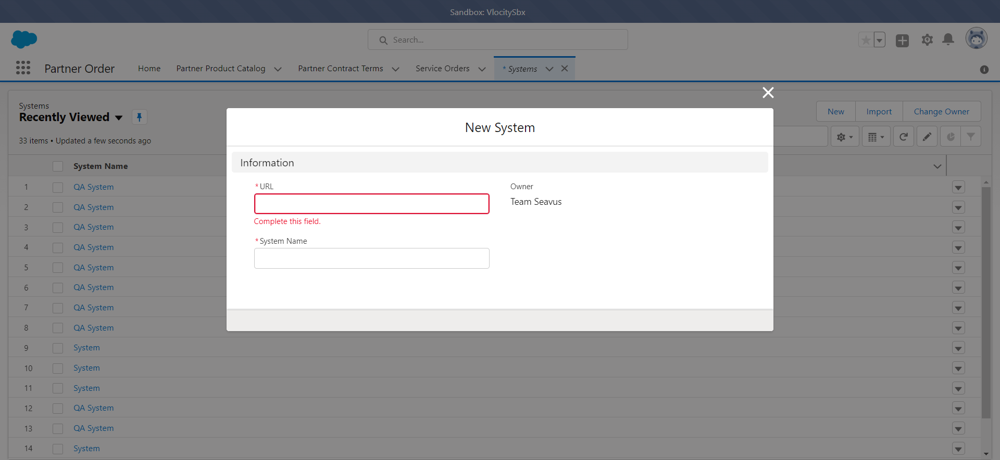 Sandbox: VlocitySbx
Search...
Partner Order
Home
Partner Product Catalog
Partner Contract Terms
Service Orders
* Systems
Systems
Recently Viewed
33 items • Updated a few seconds ago
New
Import
Change Owner
System Name
1 QA System
2 QA System
3 QA System
4 QA System
5 QA System
6 QA System
7 QA System
8 QA System
9 System
10 System
11 System
12 QA System
13 QA System
14 System
New System
Information
*URL
Complete this field.
*System Name
Owner
Team Seavus